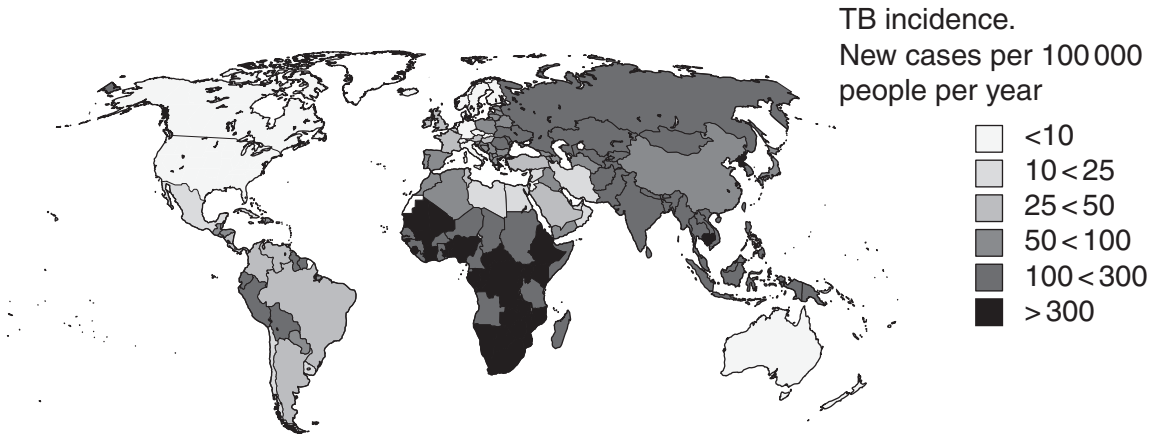 TB incidence.
New cases per 100 000
people per year
<10
10 < 25
25 < 50
50 < 100
100 < 300
> 300